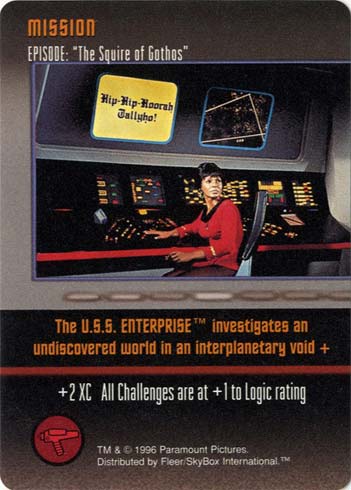 MISSION
EPISODE: "The Squire of Gothos"
Hip-Hip-Hoorah
Tallyho!
The U.S.S. ENTERPRISE™ investigates an
undiscovered world in an interplanetary void +
+2 XC All Challenges are at +1 to Logic rating
TM & © 1996 Paramount Pictures.
Distributed by Fleer/SkyBox International.™